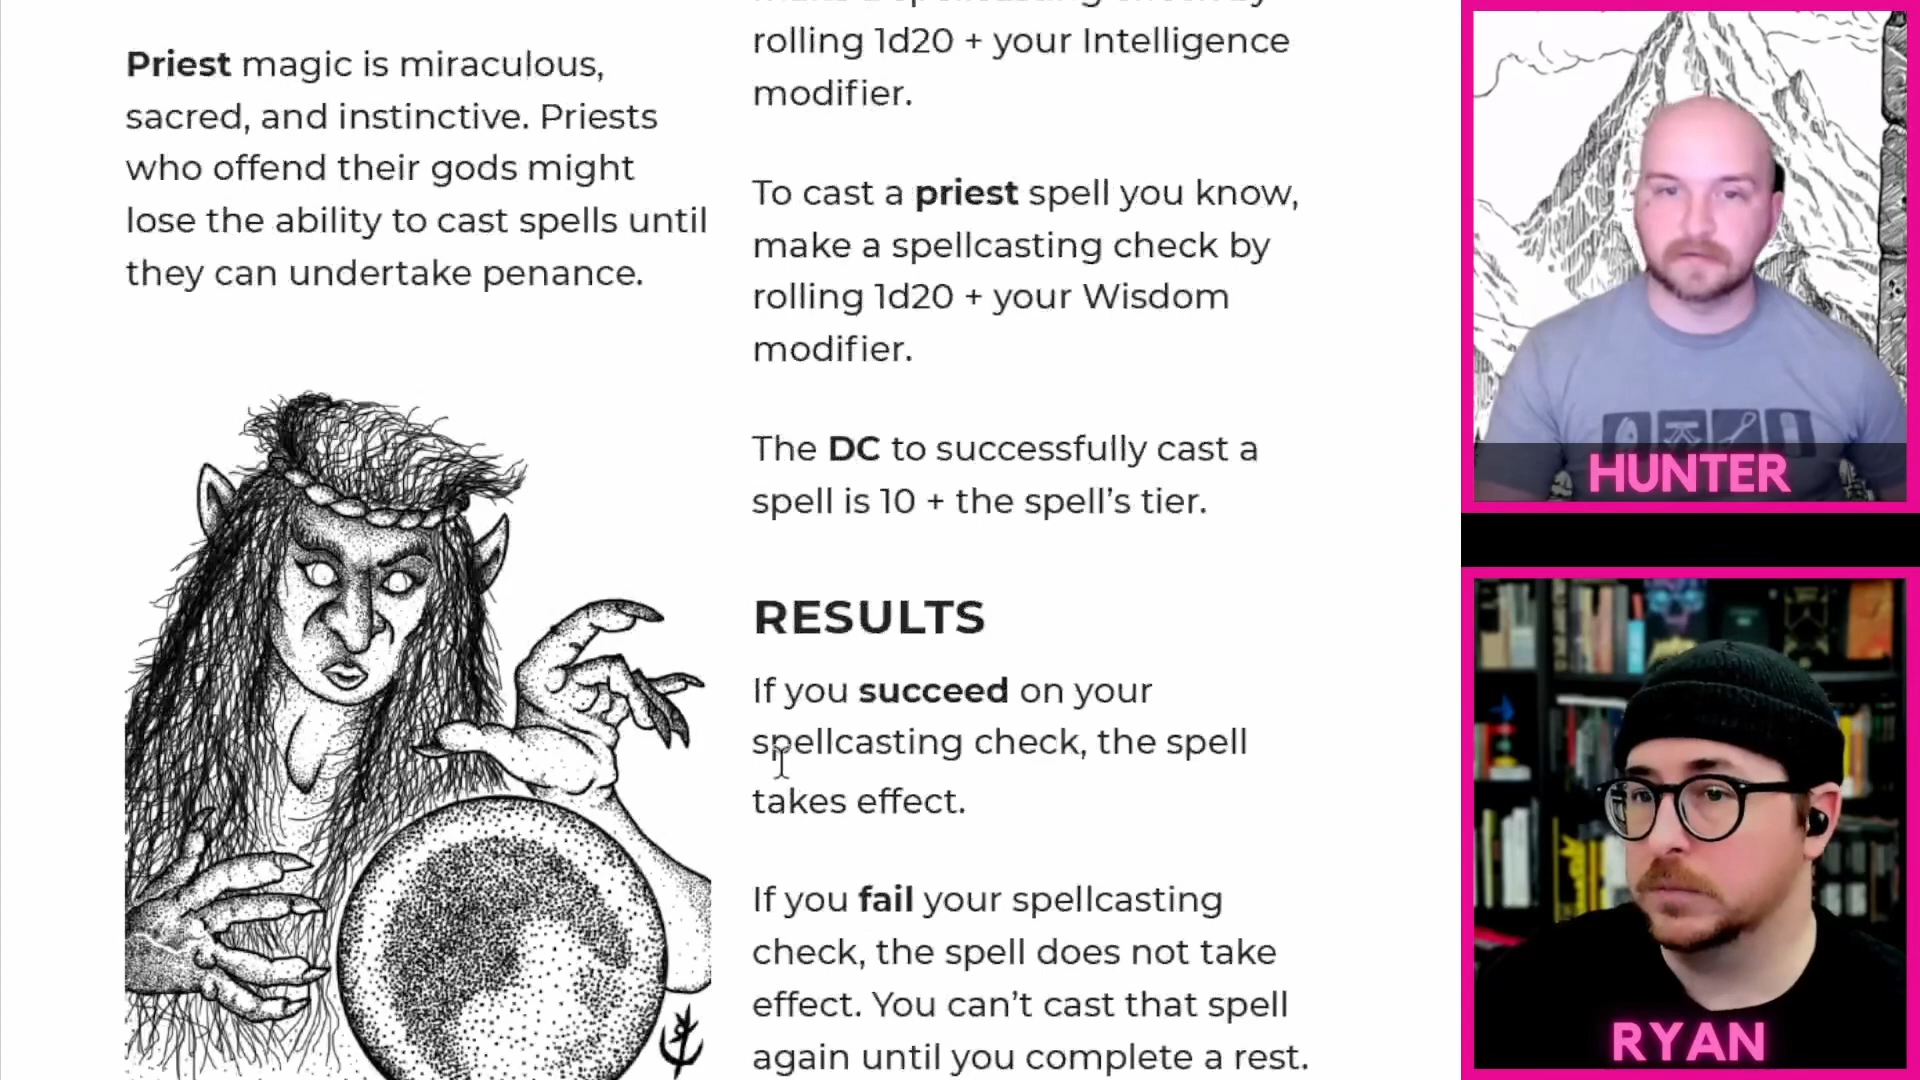 Priest magic is miraculous,
sacred, and instinctive. Priests
who offend their gods might
lose the ability to cast spells until
they can undertake penance.
rolling 1d20 + your Intelligence
modifier.
To cast a priest spell you know,
make a spellcasting check by
rolling 1d20 + your Wisdom
modifier.
The DC to successfully cast a
spell is 10 + the spell’s tier.
RESULTS
If you succeed on your
spellcasting check, the spell
takes effect.
If you fail your spellcasting
check, the spell does not take
effect. You can’t cast that spell
again until you complete a rest.
HUNTER
RYAN